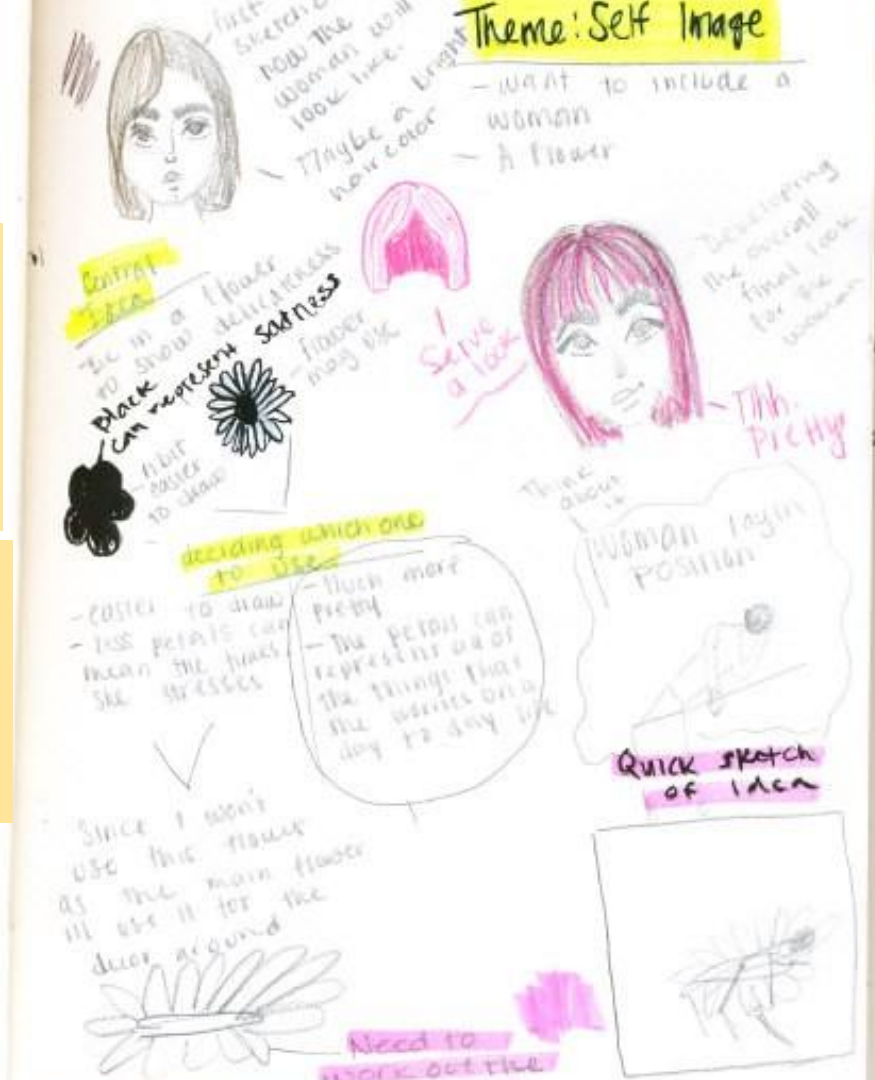 first
sketch of
how the
woman will
look like.
Maybe a bright
hair color
Theme: Self Image
- want to include a
woman
- A flower
Developing
the overall
final look
for the
woman
Serve
a look
Thh.
Pretty
Central
Idea
- Be in a flower
to show delicateness
Black
can represent sadness
- flower
may use
- A bit
easier
to draw
deciding which one
to use
- easier to draw
- less petals can
mean the times
she stresses
- Much more
pretty
- The petals can
represent all of
the things that
she worries on a
day to day life
Think
about
it
Woman layin
position
Quick sketch
of idea
Since I won't
use this flower
as the main flower
ill use it for the
decor around
Need to
work out the